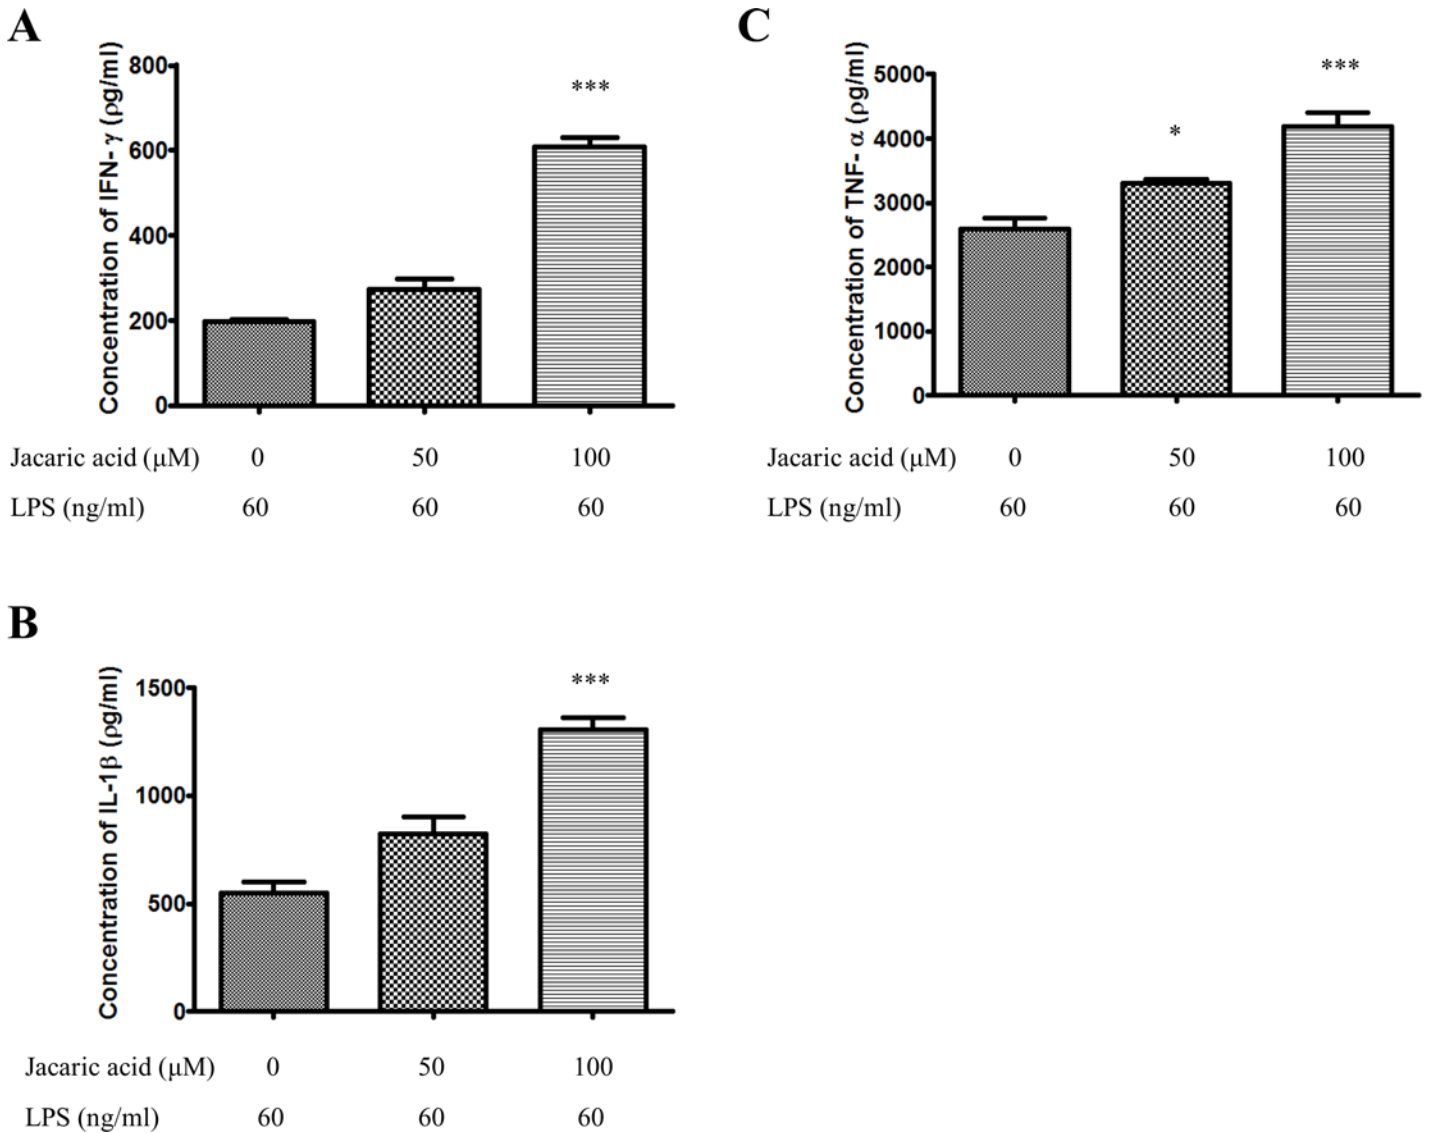 A
Concentration of IFN- γ (ρg/ml)
800
600
400
200
0
***
Jacaric acid (μM) 0 50 100
LPS (ng/ml) 60 60 60
C
Concentration of TNF- α (ρg/ml)
5000
4000
3000
2000
1000
0
*
***
Jacaric acid (μM) 0 50 100
LPS (ng/ml) 60 60 60
B
Concentration of IL-1β (ρg/ml)
1500
1000
500
0
***
Jacaric acid (μM) 0 50 100
LPS (ng/ml) 60 60 60